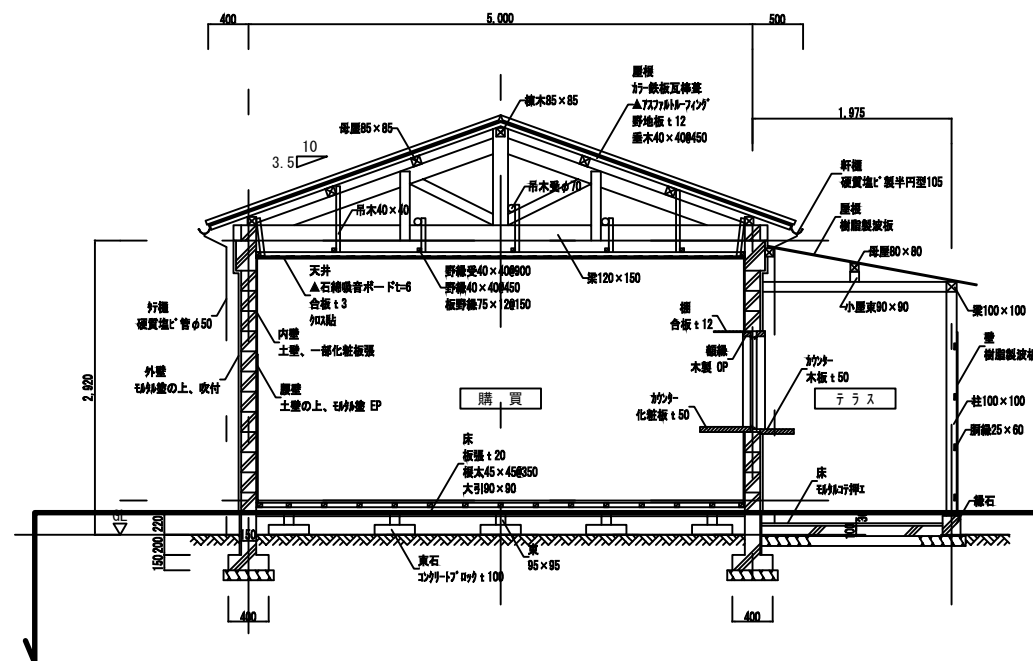 400
5,000
500
屋根
カラー鉄板瓦棒葺
▲アスファルトルーフィング
野地板 t 12
垂木40×40@450
棟木85×85
母屋85×85
1,975
10
3.5
軒樋
硬質塩ビ製半円型105
屋根
樹脂製波板
母屋80×80
吊木受φ70
吊木40×40
天井
▲石綿吸音ボードt=6
合板 t 3
クロス貼
野縁受40×40@900
野縁40×40@450
板野縁75×12@150
梁120×150
小屋束90×90
梁100×100
タテ樋
硬質塩ビ管φ50
内壁
土壁、一部化粧板張
棚
合板 t 12
額縁
木製 OP
壁
樹脂製波板
外壁
モルタル塗の上、吹付
腰壁
土壁の上、モルタル塗 EP
カウンター
木板 t 50
2,920
購 買
カウンター
化粧板 t 50
テ ラ ス
柱100×100
胴縁25×60
床
板張 t 20
根太45×45@350
大引90×90
床
モルタルコテ押エ
縁石
GL
220
200
150
150
100
束石
コンクリートブロック t 100
束
95×95
400
400